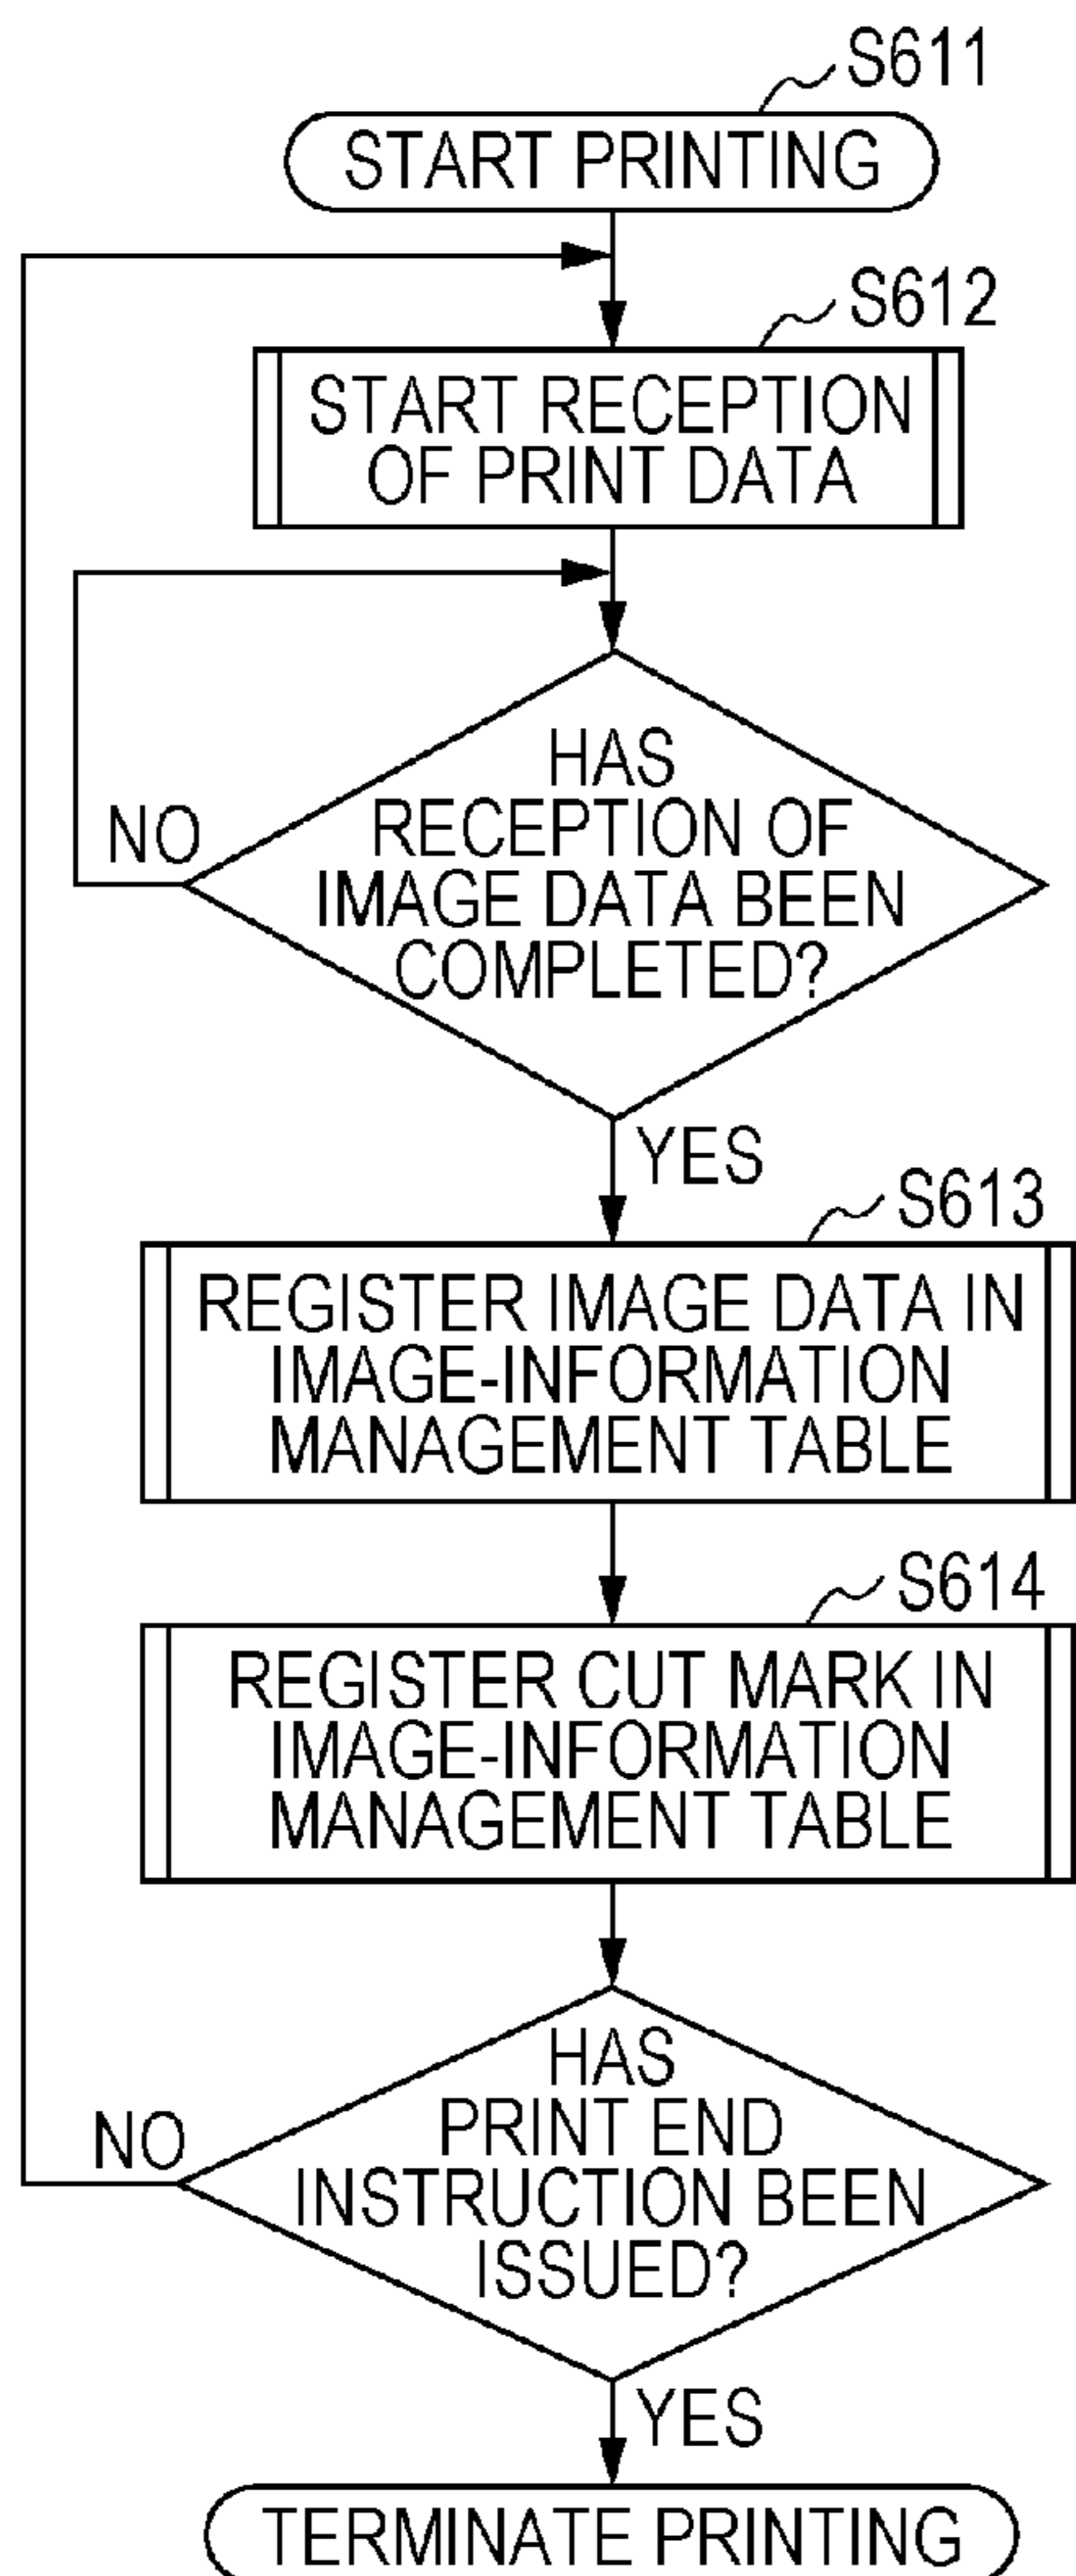 S611
START PRINTING
S612
START RECEPTION
OF PRINT DATA
HAS
RECEPTION OF
IMAGE DATA BEEN
COMPLETED?
NO
YES
S613
REGISTER IMAGE DATA IN
IMAGE-INFORMATION
MANAGEMENT TABLE
S614
REGISTER CUT MARK IN
IMAGE-INFORMATION
MANAGEMENT TABLE
HAS
PRINT END
INSTRUCTION BEEN
ISSUED?
NO
YES
TERMINATE PRINTING